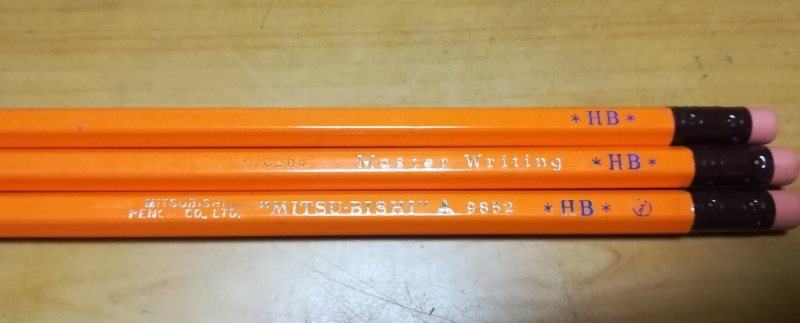 *HB*
Master Writing *HB*
MITSUBISHI
PENCIL CO., LTD. "MITSU-BISHI" 9852 *HB*